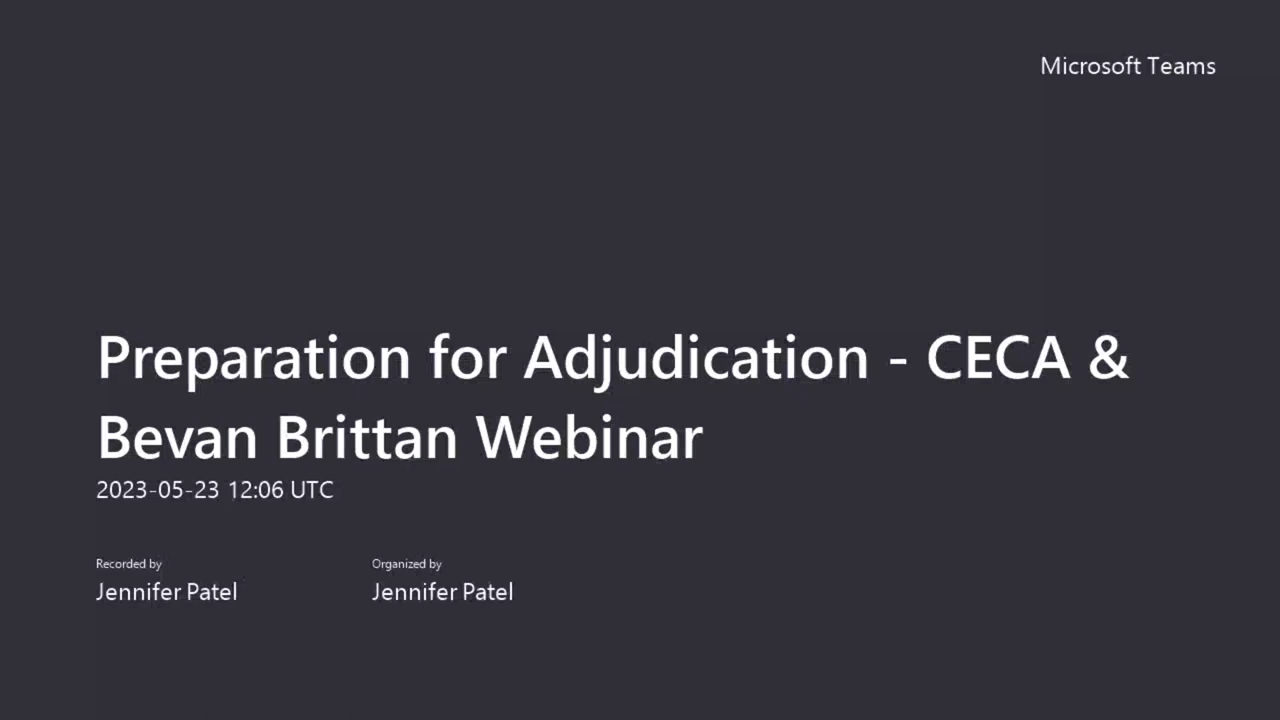 Microsoft Teams
Preparation for Adjudication - CECA &
Bevan Brittan Webinar
2023-05-23 12:06 UTC
Recorded by
Organized by
Jennifer Patel
Jennifer Patel